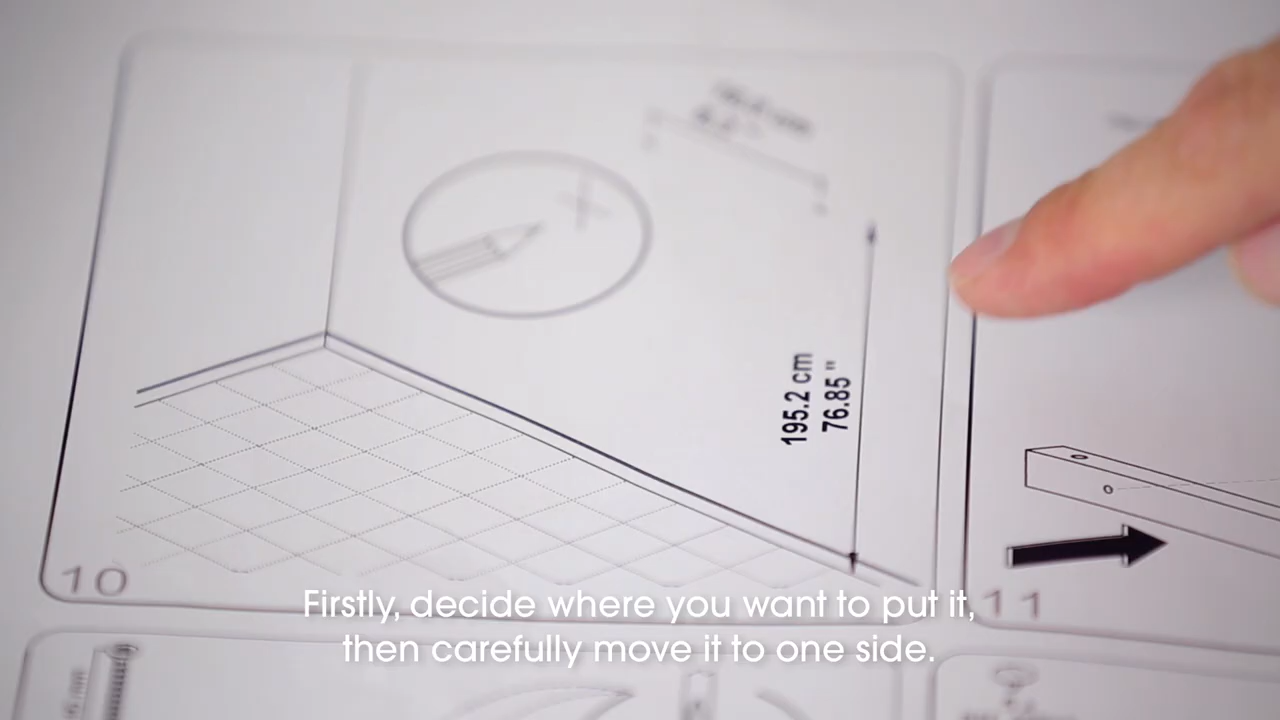 195.2 cm
76.85"
10
11
Firstly, decide where you want to put it,
then carefully move it to one side.